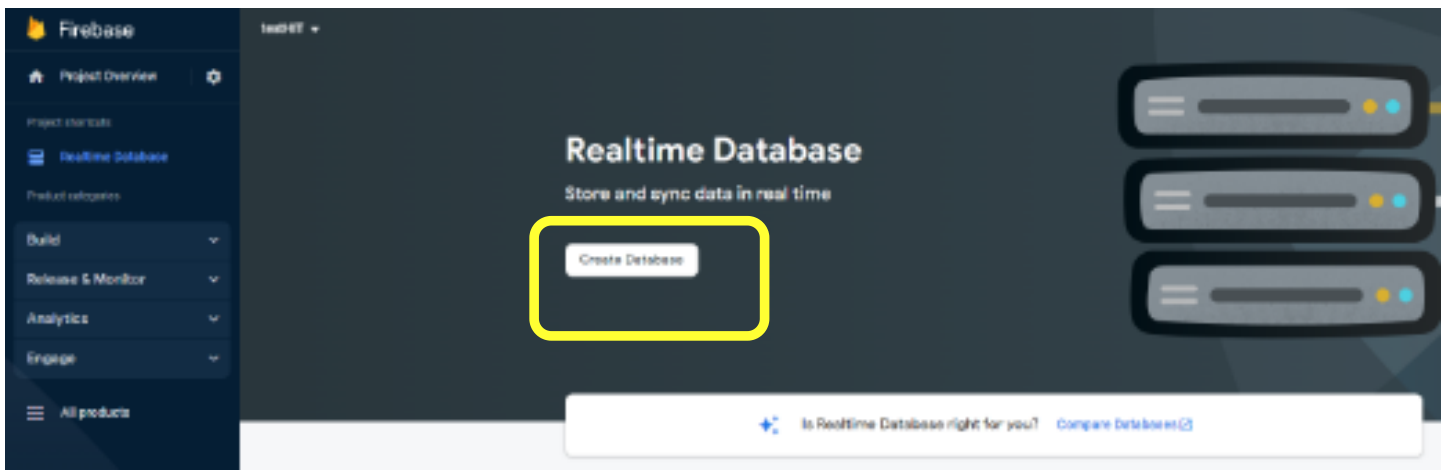 Firebase
Project Overview
Project shortcuts
Realtime Database
Product categories
Build
Release & Monitor
Analytics
Engage
All products
Realtime Database
Store and sync data in real time
Create Database
Is Realtime Database right for you? Compare Databases